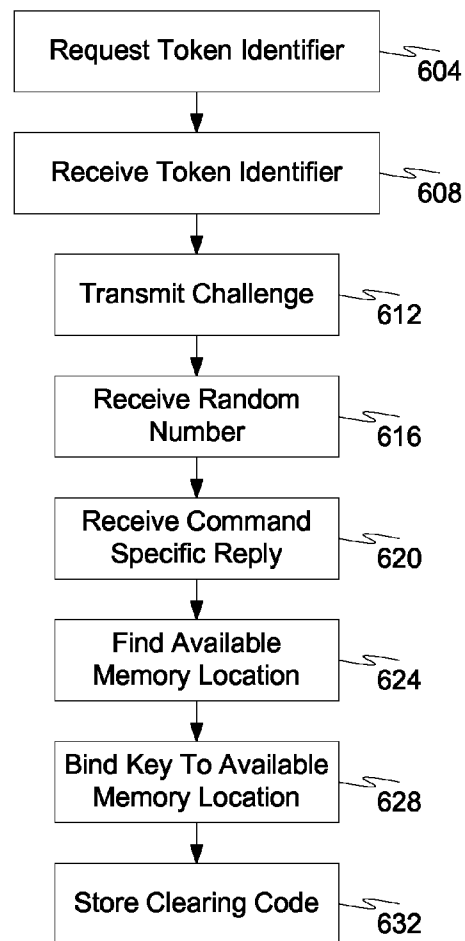 Request Token Identifier
604
Receive Token Identifier
608
Transmit Challenge
612
Receive Random
Number
616
Receive Command
Specific Reply
620
Find Available
Memory Location
624
Bind Key To Available
Memory Location
628
Store Clearing Code
632